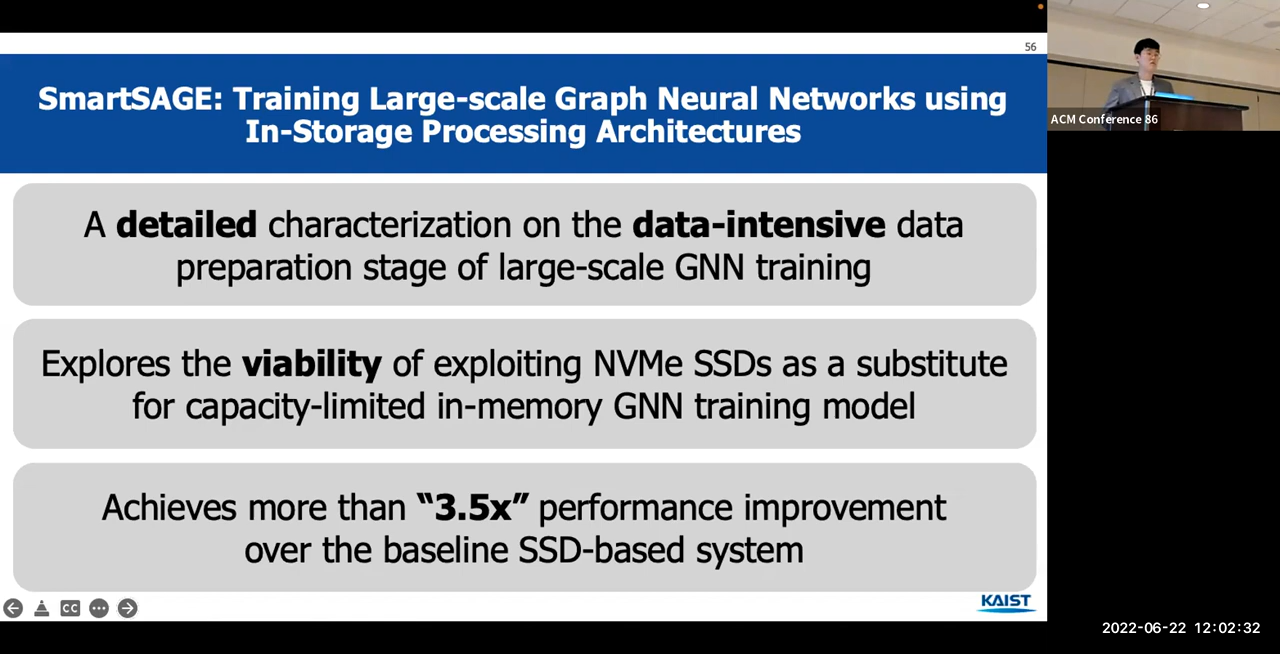 56
SmartSAGE: Training Large-scale Graph Neural Networks using
In-Storage Processing Architectures
A detailed characterization on the data-intensive data
preparation stage of large-scale GNN training
Explores the viability of exploiting NVMe SSDs as a substitute
for capacity-limited in-memory GNN training model
Achieves more than “3.5x” performance improvement
over the baseline SSD-based system
CC
KAIST
ACM Conference 86
2022-06-22 12:02:32